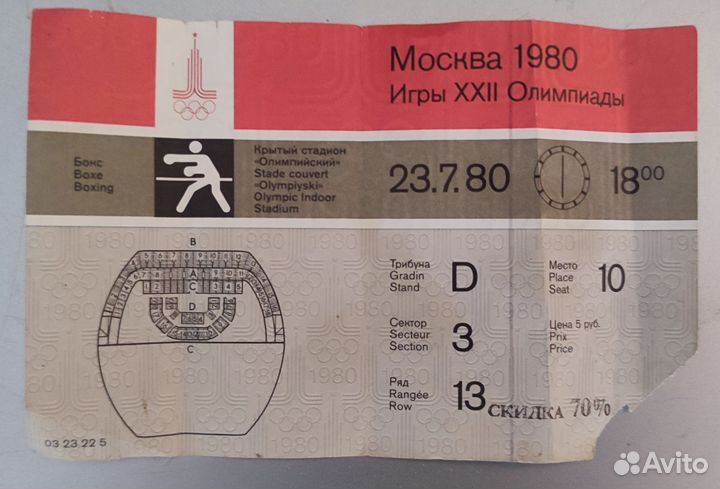 Москва 1980
Игры XXII Олимпиады
Бокс
Boxe
Boxing
Крытый стадион
«Олимпийский»
Stade couvert
„Olympiyski”
Olympic Indoor
Stadium
23.7.80
18⁰⁰
B
A
C
D
C
Трибуна
Gradin
Stand
D
Место
Place
Seat
10
Сектор
Secteur
Section
3
Цена 5 руб.
Prix
Price
Ряд
Rangée
Row
13
СКИДКА 70%
03 23 22 5
Avito